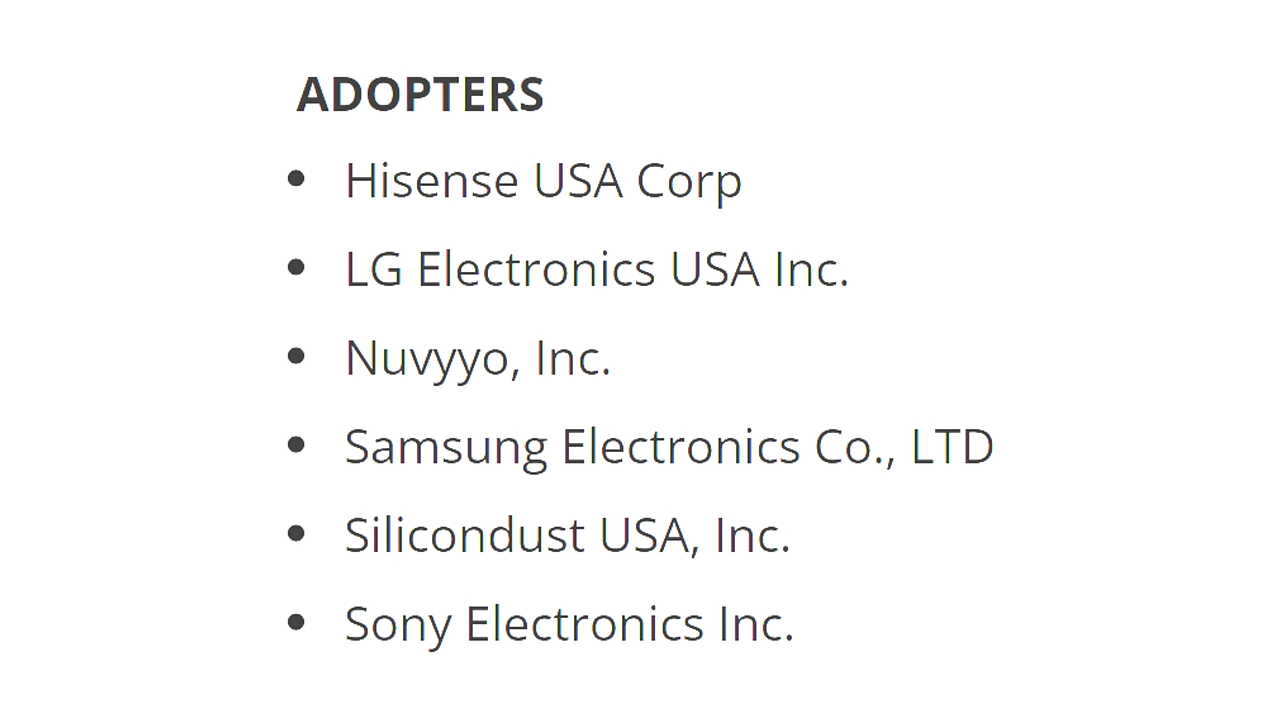 ADOPTERS
• Hisense USA Corp
• LG Electronics USA Inc.
• Nuvyyo, Inc.
• Samsung Electronics Co., LTD
• Silicondust USA, Inc.
• Sony Electronics Inc.